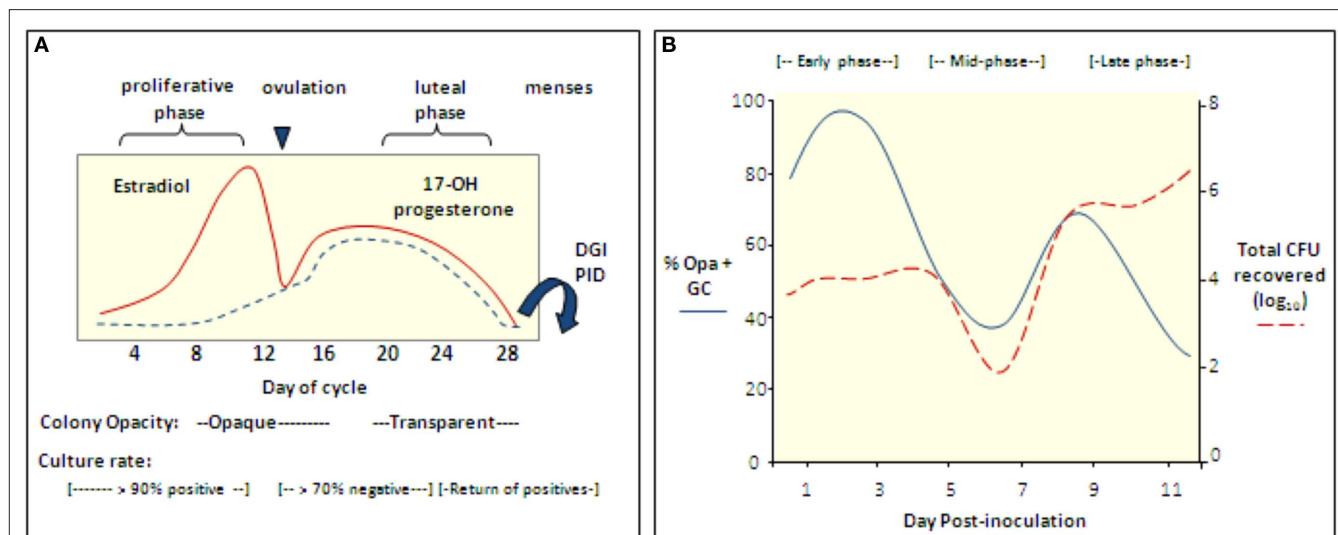 A
proliferative phase
ovulation
luteal phase
menses
Estradiol
17-OH progesterone
DGI
PID
4 8 12 16 20 24 28
Day of cycle
Colony Opacity: --Opaque--------- ---Transparent----
Culture rate:
[------- > 90% positive --] [-- > 70% negative---] [-Return of positives-]
B
[-- Early phase--] [-- Mid-phase--] [-Late phase-]
100
80
60
40
20
0
% Opa +
GC
8
6
4
2
0
Total CFU
recovered
(log₁₀)
1 3 5 7 9 11
Day Post-inoculation